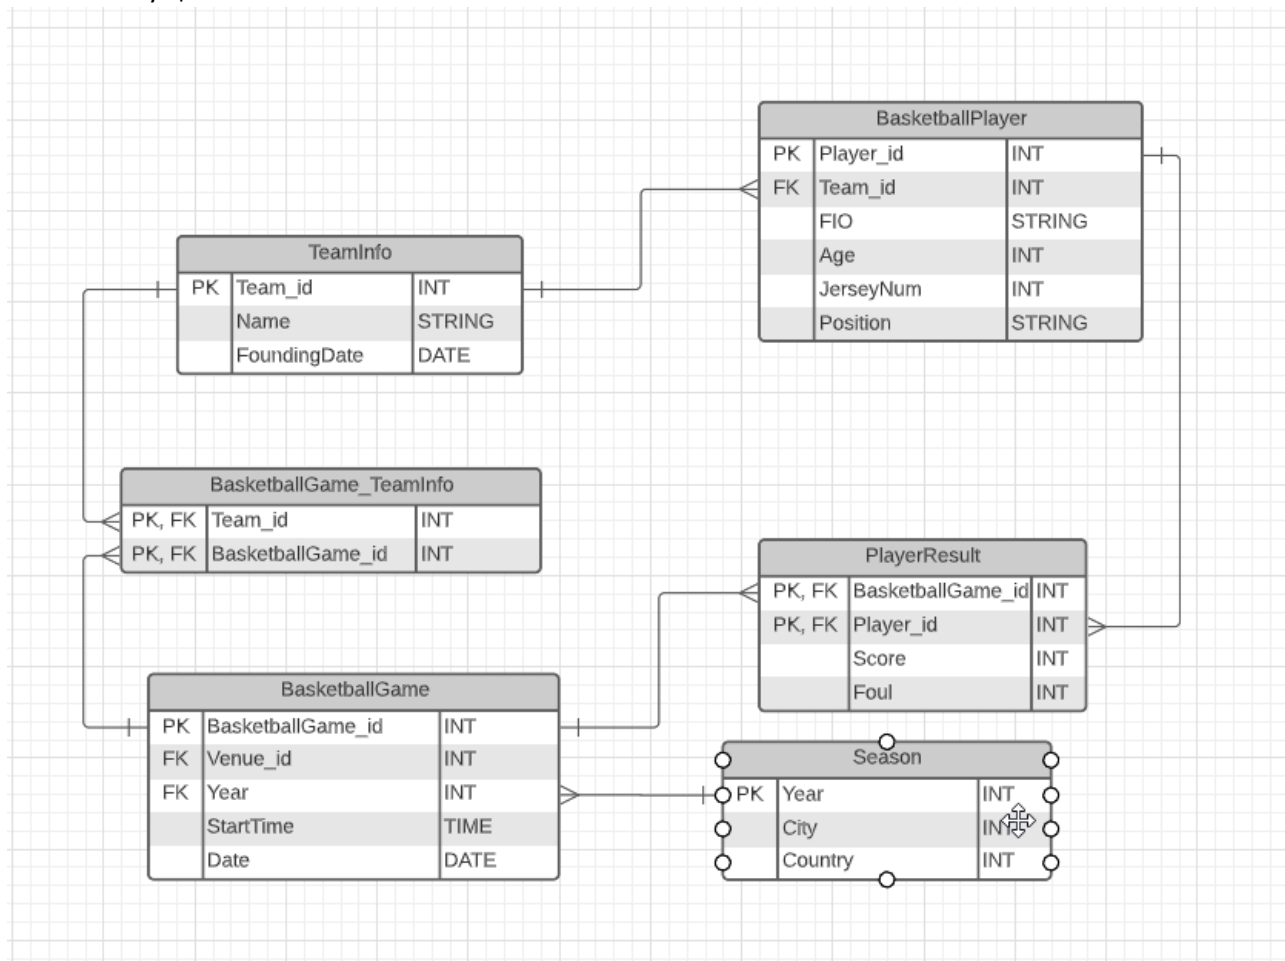 BasketballPlayer
PK Player_id INT
FK Team_id INT
FIO STRING
Age INT
JerseyNum INT
Position STRING
TeamInfo
PK Team_id INT
Name STRING
FoundingDate DATE
BasketballGame_TeamInfo
PK, FK Team_id INT
PK, FK BasketballGame_id INT
PlayerResult
PK, FK BasketballGame_id INT
PK, FK Player_id INT
Score INT
Foul INT
BasketballGame
PK BasketballGame_id INT
FK Venue_id INT
FK Year INT
StartTime TIME
Date DATE
Season
PK Year INT
City INT
Country INT